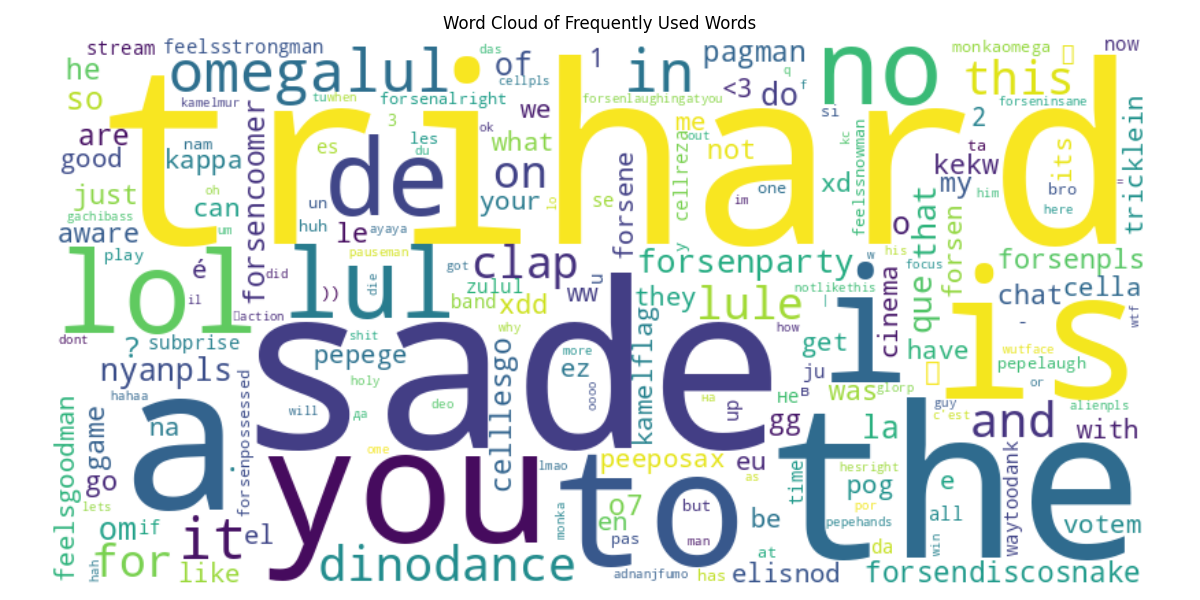 Word Cloud of Frequently Used Words
stream feelsstrongman das of 1 pagman monkaomega now
he omegalul cellpls in no this
so kamelmur tuwhen forsenalright forsenlaughingatyou <3 do q f forseninsane
trihard
are nam forsencoomer 3 ok we me out si kc 2 ta its tricklein
good kappa es les du what not kekw
just oh de on your se cellreza one xd feelssnowman my him bro =
gachibass can un lo forsene im here
aware um huh le ayaya y o that forsen
play é lol did lul pauseman got clap u forsenparty w his focus que forsenpls
il )) die zulul ww they lule notlikethis i cinema is chat cella
action band xdd | - wtf
dont ? subprise shit why sade how get have wutface
nyanpls pepege cellesgo more kamelflag ju pepelaugh
hahaa holy ez was glorp or
feelsgoodman game na a forsenpossessed will да deo oooo на up не в guy c'est alienpls
gg la and with
go . ome you lmao peeposax eu time hesright the
lets to as pog e waytoodank
om if it el monka o7 en but be por pepehands all votem
pas man win da
hah for like dinodance at
adnanjfumo has elisnod forsendiscosnake